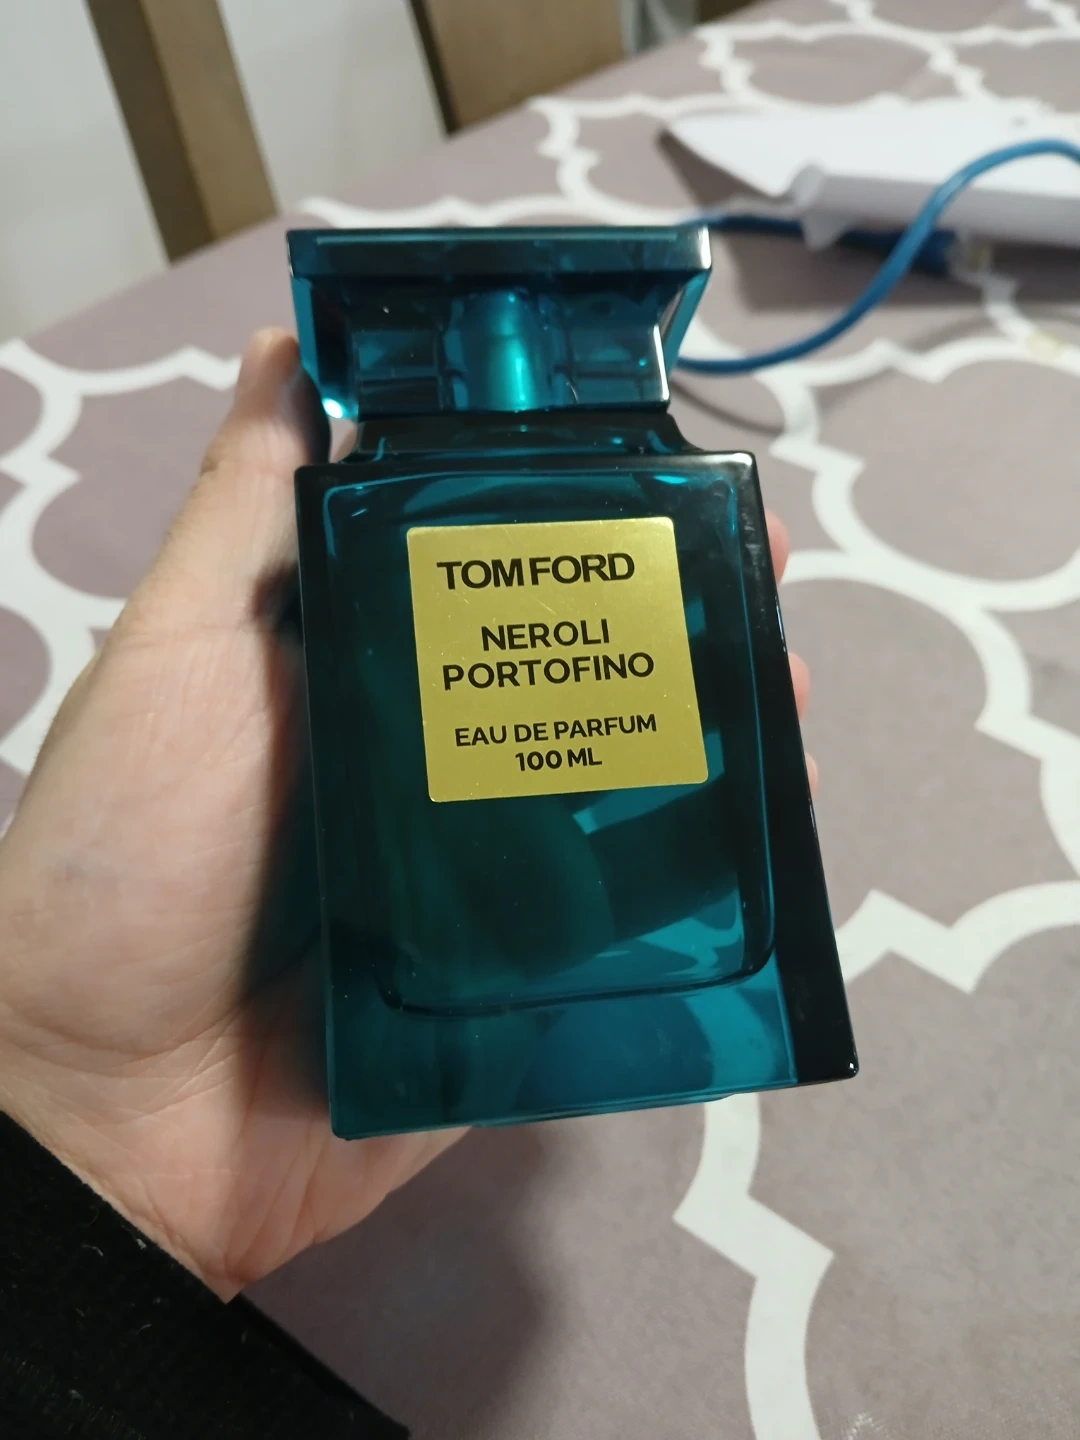 TOM FORD
NEROLI
PORTOFINO
EAU DE PARFUM
100 ML